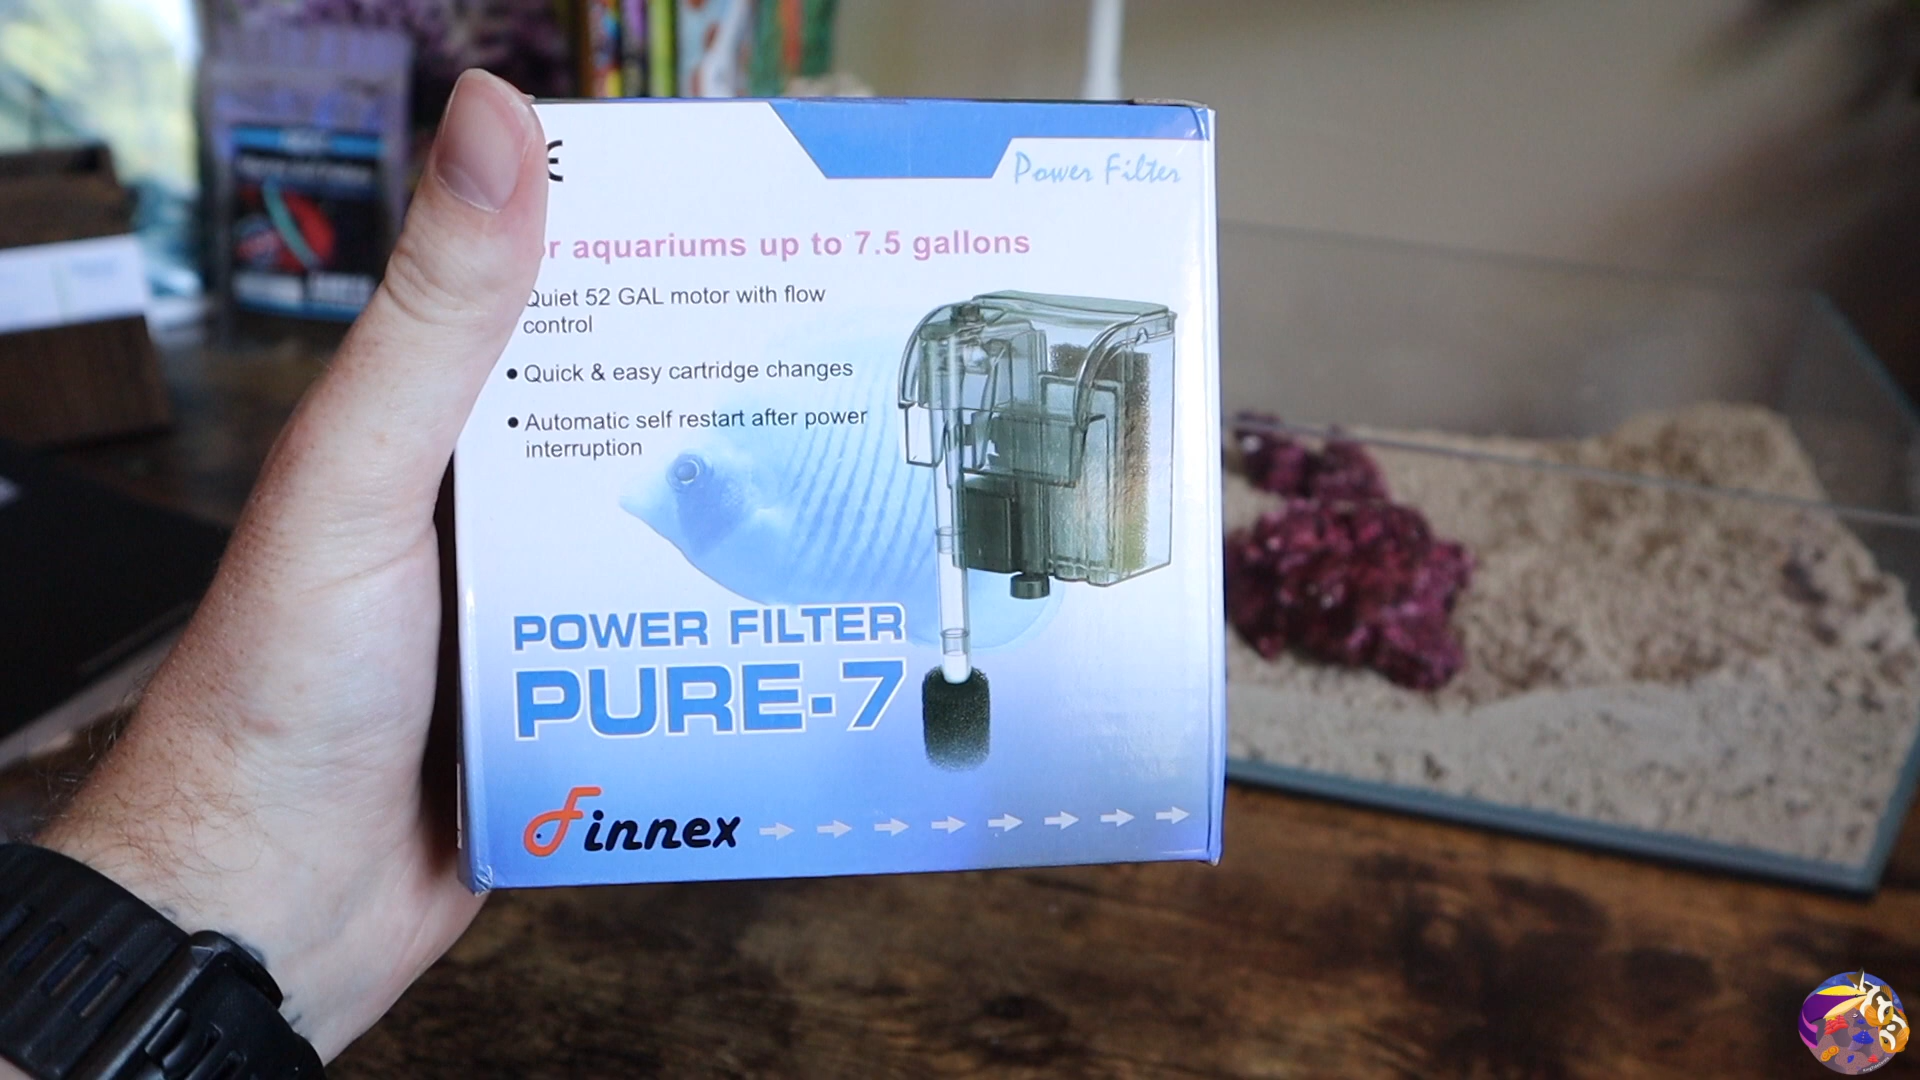 Power Filter
aquariums up to 7.5 gallons
Quiet 52 GAL motor with flow
control
• Quick & easy cartridge changes
• Automatic self restart after power
interruption
POWER FILTER
PURE-7
Finnex